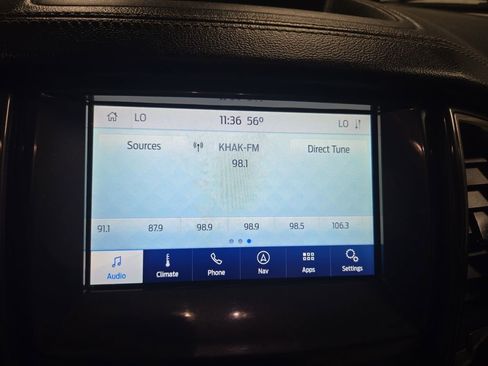 LO 11:36 56° LO
Sources KHAK-FM Direct Tune
98.1
91.1 87.9 98.9 98.9 98.5 106.3
Audio Climate Phone Nav Apps Settings